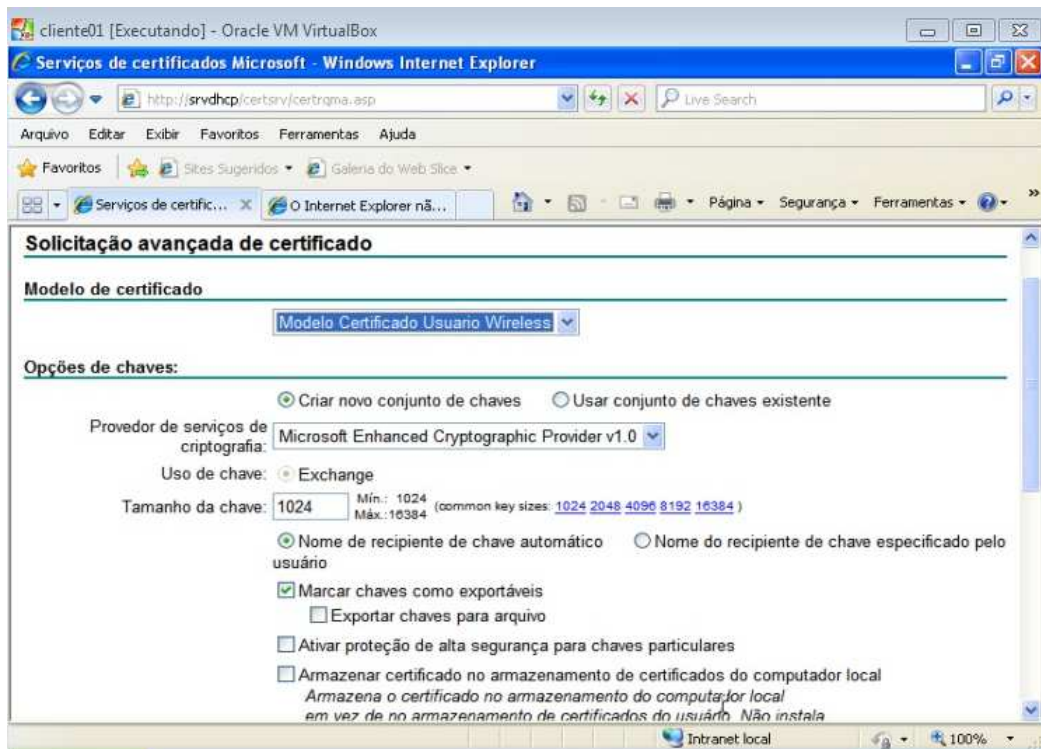 cliente01 [Executando] - Oracle VM VirtualBox
Serviços de certificados Microsoft - Windows Internet Explorer
http://srvdhcp/certsrv/certrqma.asp
Live Search
Arquivo Editar Exibir Favoritos Ferramentas Ajuda
Favoritos Sites Sugeridos Galeria do Web Slice
Serviços de certific... X O Internet Explorer nã... Página Segurança Ferramentas »
Solicitação avançada de certificado
Modelo de certificado
Modelo Certificado Usuario Wireless
Opções de chaves:
Criar novo conjunto de chaves Usar conjunto de chaves existente
Provedor de serviços de
criptografia: Microsoft Enhanced Cryptographic Provider v1.0
Uso de chave: Exchange
Tamanho da chave: 1024 Mín.: 1024
Máx.:16384 (common key sizes: 1024 2048 4096 8192 16384 )
Nome de recipiente de chave automático Nome do recipiente de chave especificado pelo
usuário
Marcar chaves como exportáveis
Exportar chaves para arquivo
Ativar proteção de alta segurança para chaves particulares
Armazenar certificado no armazenamento de certificados do computador local
Armazena o certificado no armazenamento do computador local
em vez de no armazenamento de certificados do usuário. Não instala
Intranet local 100%